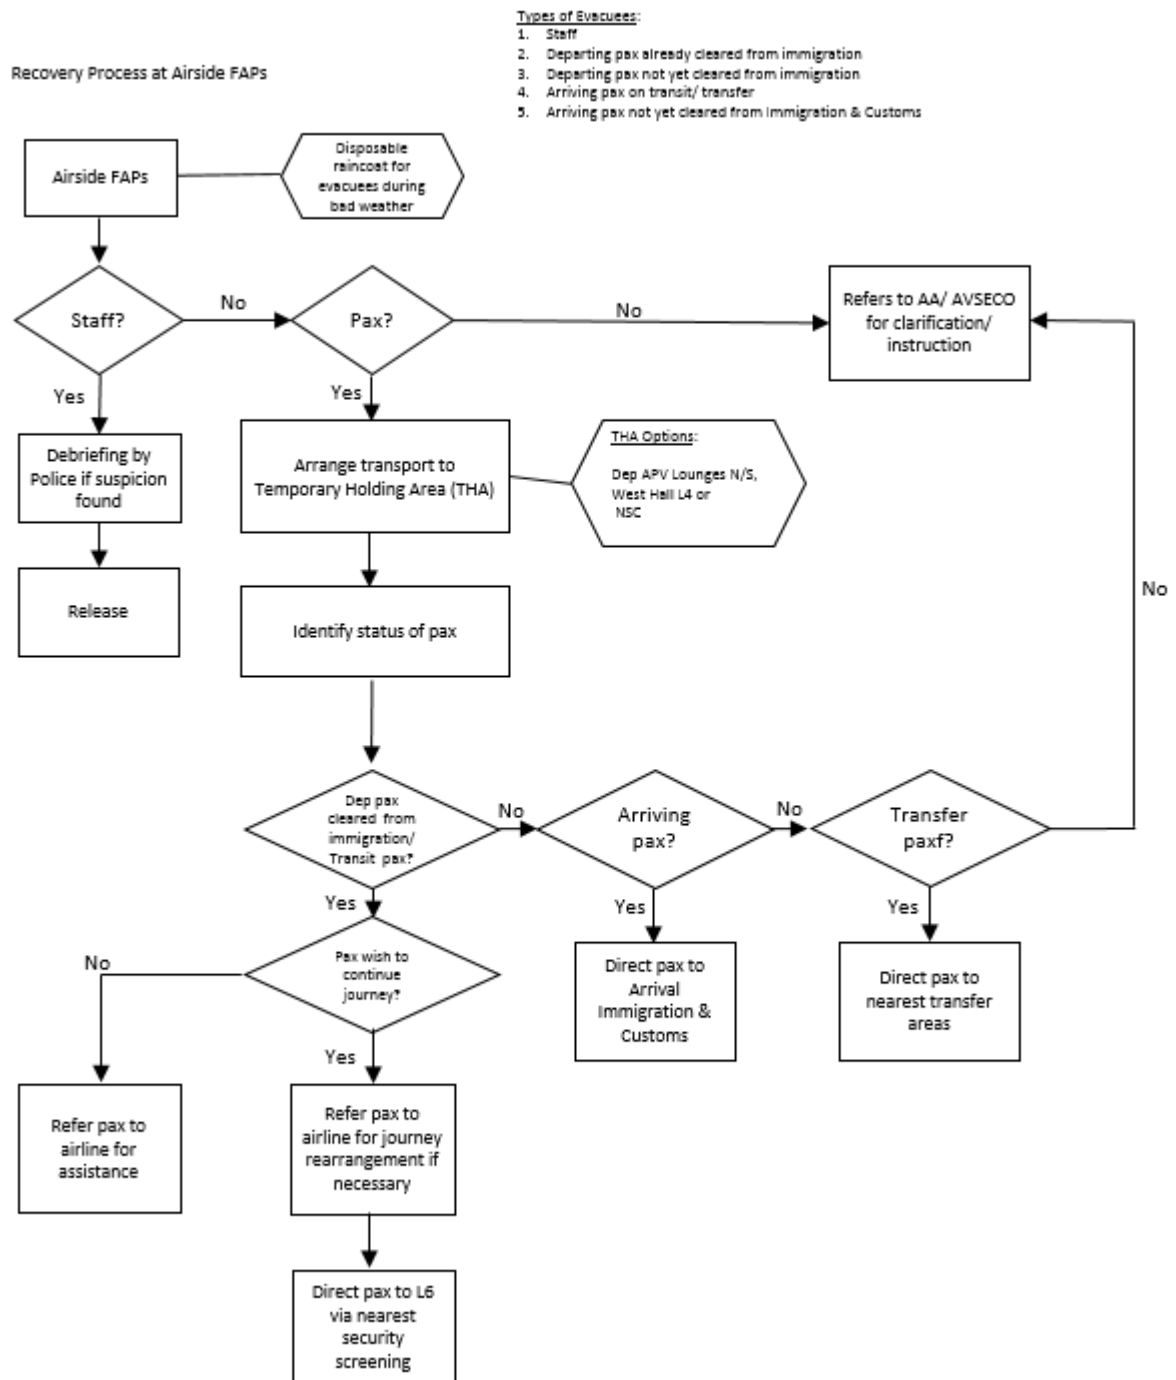 Types of Evacuees:
1. Staff
2. Departing pax already cleared from immigration
3. Departing pax not yet cleared from immigration
4. Arriving pax on transit/ transfer
5. Arriving pax not yet cleared from Immigration & Customs
Recovery Process at Airside FAPs
Airside FAPs
Disposable
raincoat for
evacuees during
bad weather
Staff?
No
Pax?
No
Refers to AA/ AVSECO
for clarification/
instruction
Yes
Yes
Debriefing by
Police if suspicion
found
Arrange transport to
Temporary Holding Area (THA)
THA Options:
Dep APV Lounges N/S,
West Hall L4 or
NSC
Release
Identify status of pax
No
Dep pax
cleared from
immigration/
Transit pax?
No
Arriving
pax?
No
Transfer
paxf?
Yes
Yes
Yes
Pax wish to
continue
journey?
No
Direct pax to
Arrival
Immigration &
Customs
Direct pax to
nearest transfer
areas
Yes
Refer pax to
airline for
assistance
Refer pax to
airline for journey
rearrangement if
necessary
Direct pax to L6
via nearest
security
screening